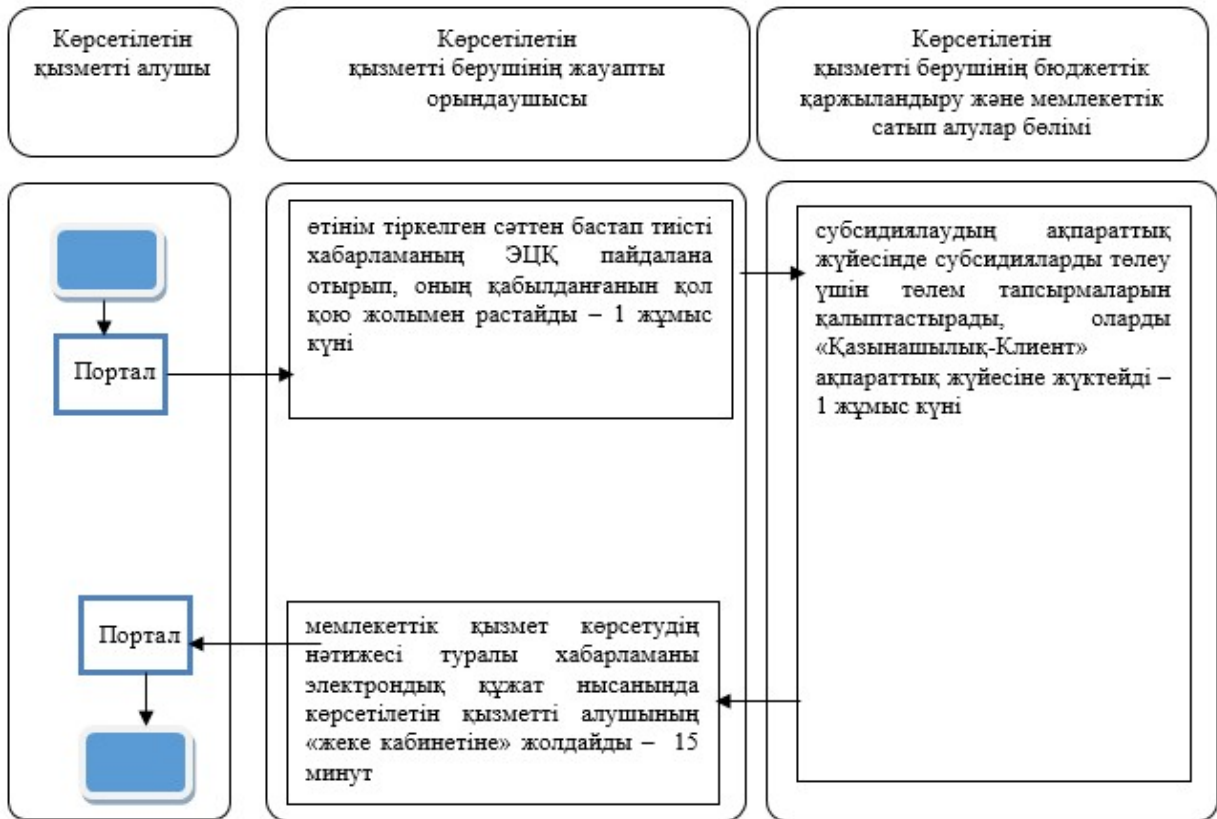 Көрсетілетін
қызметті алушы
Көрсетілетін
қызметті берушінің жауапты
орындаушысы
Көрсетілетін
қызметті берушінің бюджеттік
қаржыландыру және мемлекеттік
сатып алулар бөлімі
Портал
өтінім тіркелген сәттен бастап тиісті
хабарламаның ЭЦҚ пайдалана
отырып, оның қабылданғанын қол
қою жолымен растайды – 1 жұмыс
күні
субсидиялаудың ақпараттық
жүйесінде субсидияларды төлеу
үшін төлем тапсырмаларын
қалыптастырады, оларды
«Қазынашылық-Клиент»
ақпараттық жүйесіне жүктейді –
1 жұмыс күні
Портал
мемлекеттік қызмет көрсетудің
нәтижесі туралы хабарламаны
электрондық құжат нысанында
көрсетілетін қызметті алушының
«жеке кабинетіне» жолдайды – 15
минут